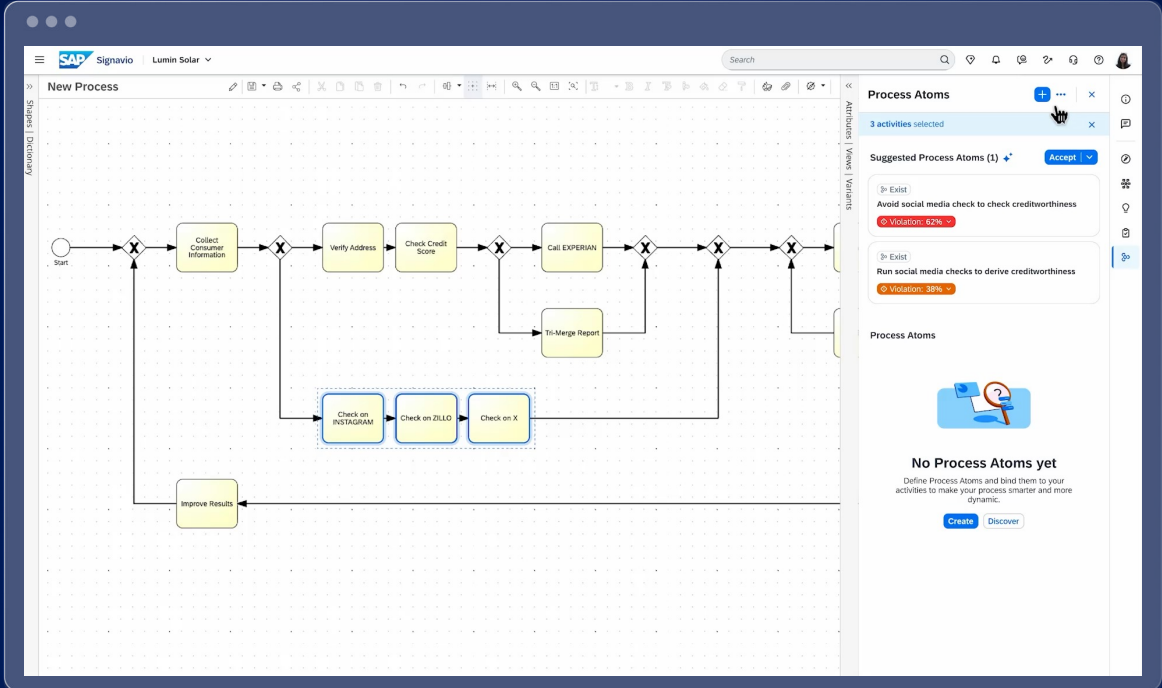 SAP Signavio Lumin Solar
Search
New Process
Shapes | Dictionary
Start
X
Collect
Consumer
Information
X
Verify Address
Check Credit
Score
X
Call EXPERIAN
X
X
X
Tri-Merge Report
Check on
INSTAGRAM
Check on ZILLO
Check on X
Improve Results
Attributes | Views | Variants
Process Atoms
3 activities selected
Suggested Process Atoms (1)
Accept
Exist
Avoid social media check to check creditworthiness
Violation: 62%
Exist
Run social media checks to derive creditworthiness
Violation: 38%
Process Atoms
?
No Process Atoms yet
Define Process Atoms and bind them to your
activities to make your process smarter and more
dynamic.
Create Discover